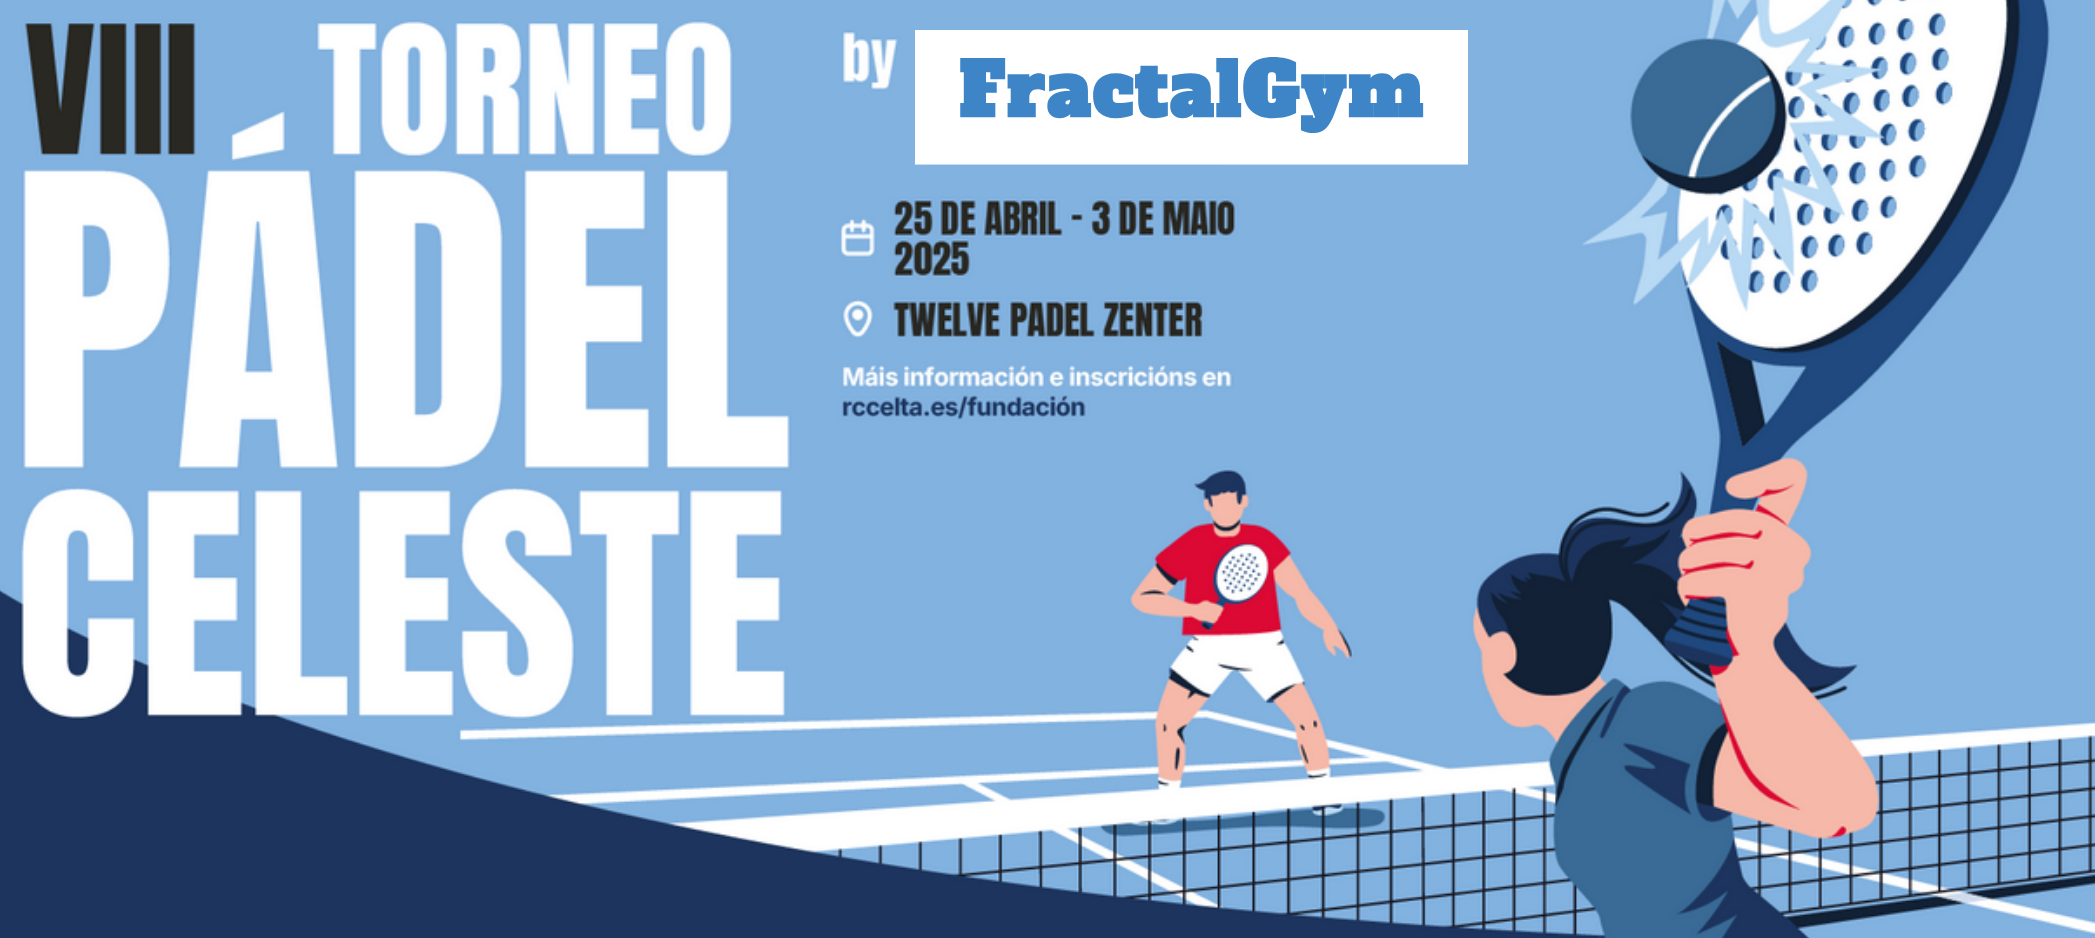 VIII TORNEO
PÁDEL
CELESTE
by FractalGym
25 DE ABRIL - 3 DE MAIO
2025
TWELVE PADEL ZENTER
Máis información e inscricións en
rccelta.es/fundación